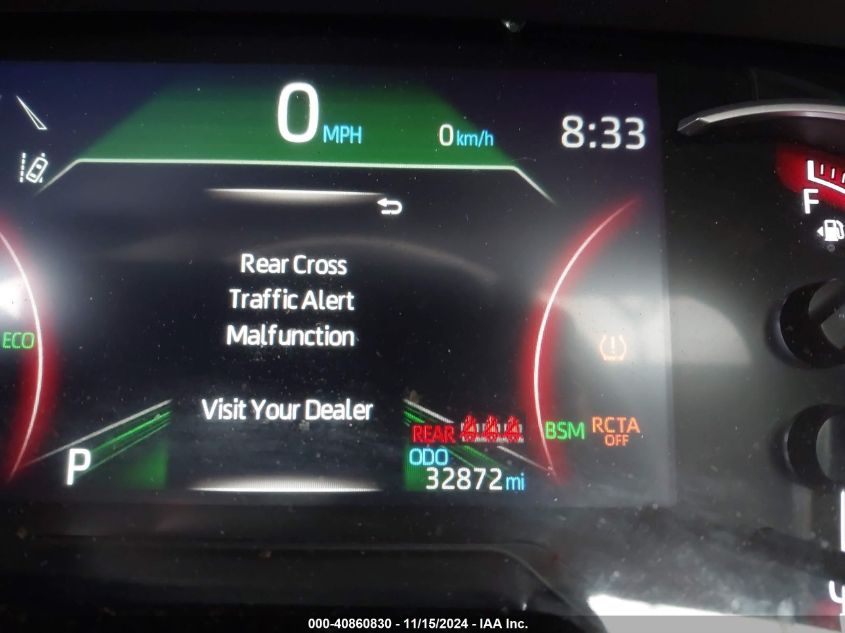 0 MPH 0 km/h 8:33
Rear Cross
Traffic Alert
Malfunction
Visit Your Dealer
ECO
F
REAR
BSM RCTA
OFF
P
ODO
32872 mi
000-40860830 - 11/15/2024 - IAA Inc.